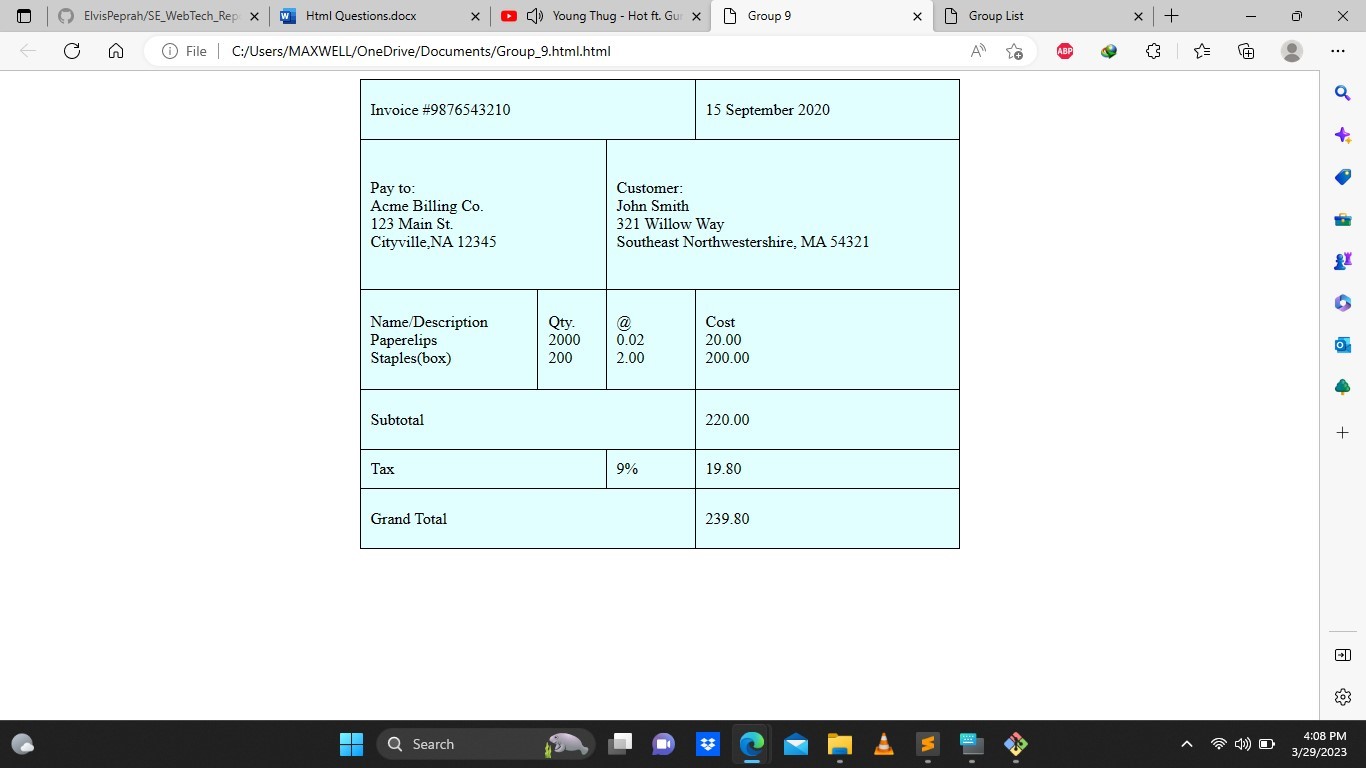 ElvisPeprah/SE_WebTech_Rep
Html Questions.docx
Young Thug - Hot ft. Gu
Group 9
Group List
File
C:/Users/MAXWELL/OneDrive/Documents/Group_9.html.html
ABP
Invoice #9876543210
15 September 2020
Pay to:
Acme Billing Co.
123 Main St.
Cityville,NA 12345
Customer:
John Smith
321 Willow Way
Southeast Northwestershire, MA 54321
Name/Description
Paperelips
Staples(box)
Qty.
2000
200
@
0.02
2.00
Cost
20.00
200.00
Subtotal
220.00
Tax
9%
19.80
Grand Total
239.80
Search
4:08 PM
3/29/2023